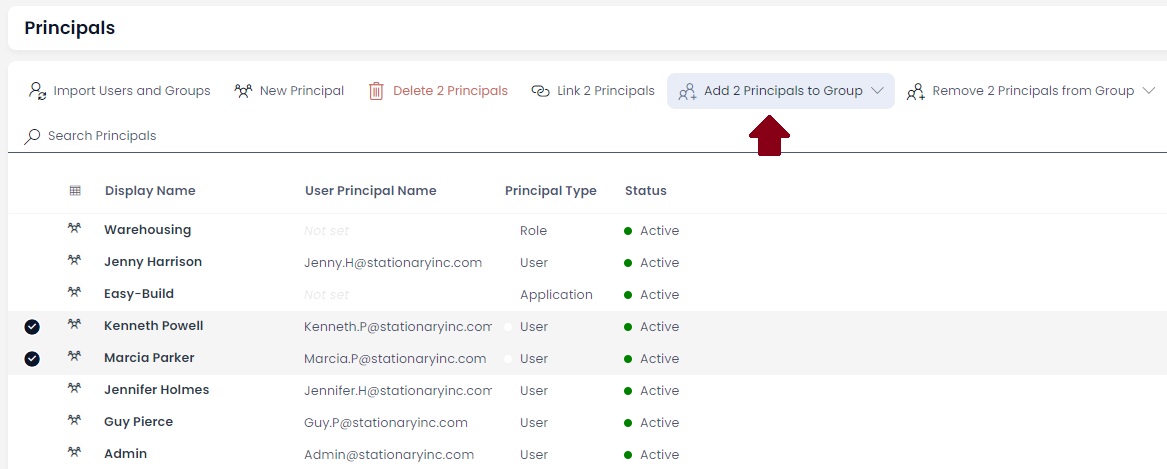 Principals
Import Users and Groups New Principal Delete 2 Principals Link 2 Principals Add 2 Principals to Group Remove 2 Principals from Group
Search Principals
Display Name User Principal Name Principal Type Status
Warehousing Not set Role Active
Jenny Harrison Jenny.H@stationaryinc.com User Active
Easy-Build Not set Application Active
Kenneth Powell Kenneth.P@stationaryinc.com User Active
Marcia Parker Marcia.P@stationaryinc.com User Active
Jennifer Holmes Jennifer.H@stationaryinc.com User Active
Guy Pierce Guy.P@stationaryinc.com User Active
Admin Admin@stationaryinc.com User Active